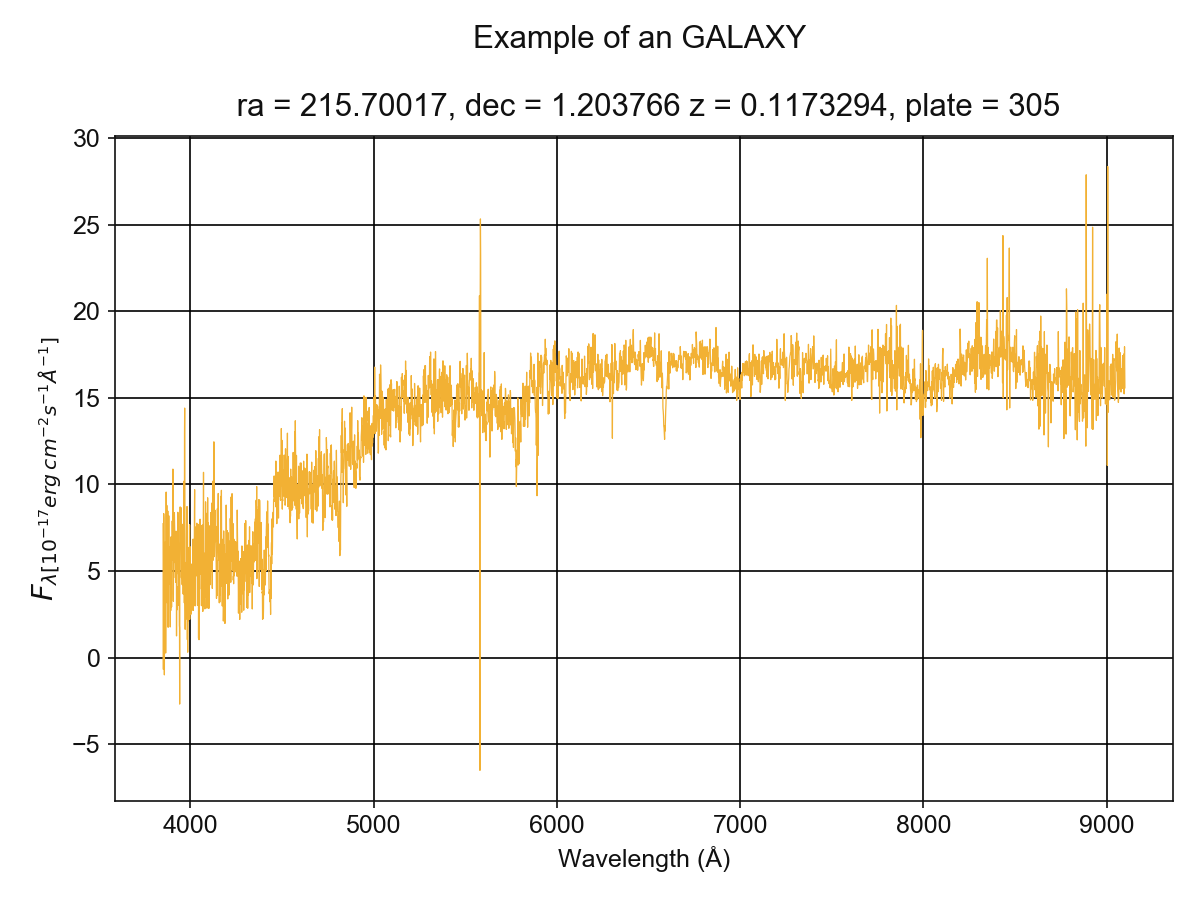 Example of an GALAXY
ra = 215.70017, dec = 1.203766 z = 0.1173294, plate = 305
30
25
20
15
10
5
0
−5
F_λ[10^−17 erg cm^−2 s^−1 Å^−1]
4000 5000 6000 7000 8000 9000
Wavelength (Å)